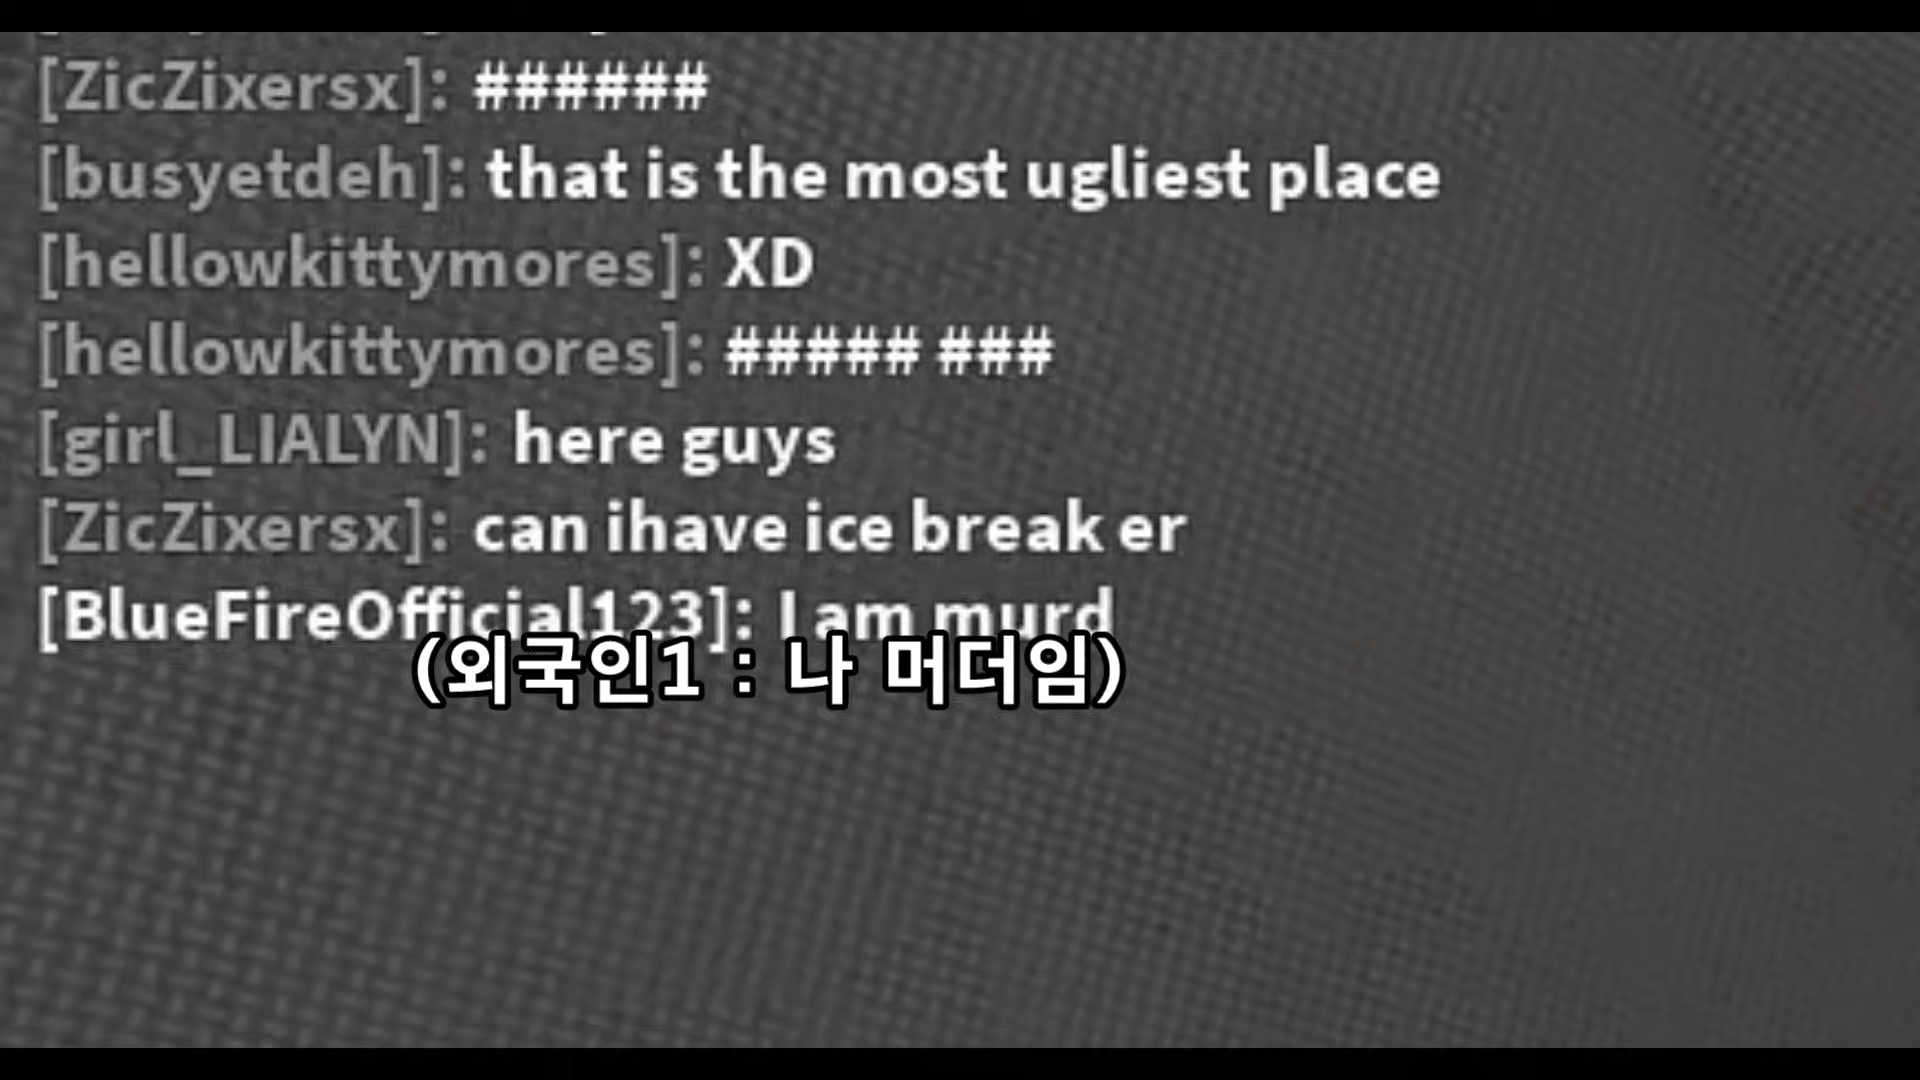 [ZicZixersx]: ######
[busyetdeh]: that is the most ugliest place
[hellowkittymores]: XD
[hellowkittymores]: ##### ###
[girl_LIALYN]: here guys
[ZicZixersx]: can ihave ice break er
[BlueFireOfficial123]: I am murd
(외국인1 : 나 머더임)